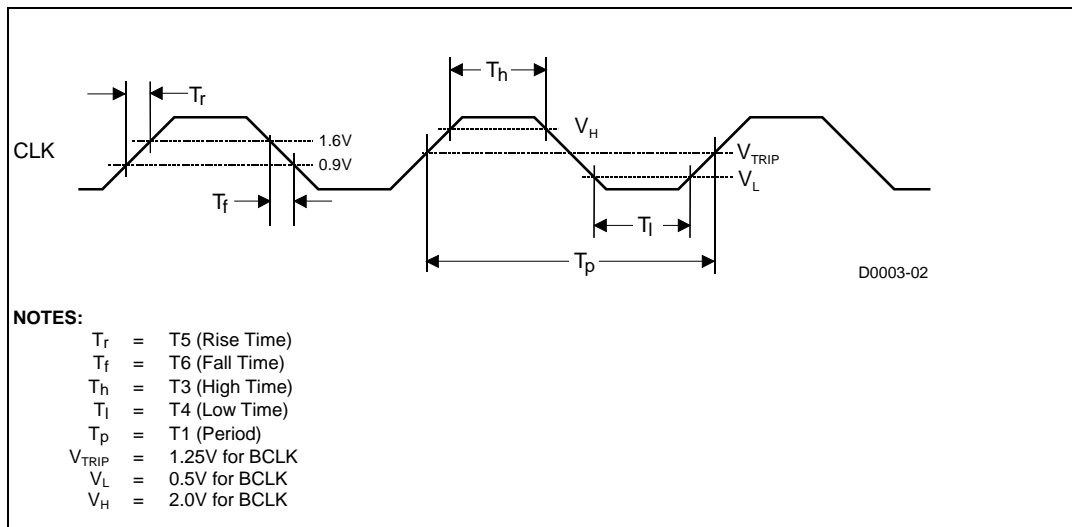 Th
Tr
VH
1.6V
CLK
VTRIP
0.9V
VL
Tf
Tl
Tp
D0003-02
NOTES:
Tr = T5 (Rise Time)
Tf = T6 (Fall Time)
Th = T3 (High Time)
Tl = T4 (Low Time)
Tp = T1 (Period)
VTRIP = 1.25V for BCLK
VL = 0.5V for BCLK
VH = 2.0V for BCLK